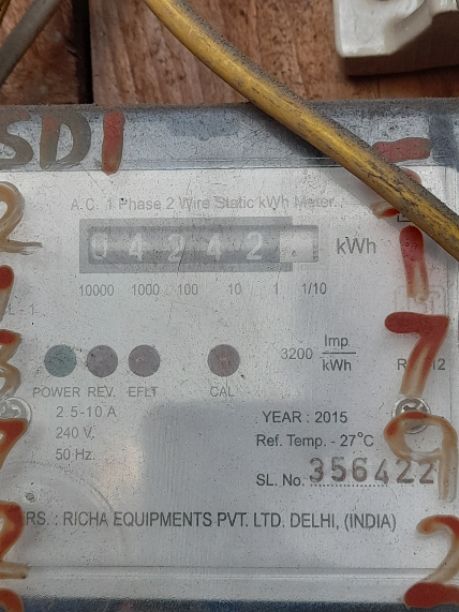 SDI
A.C. 1 Phase 2 Wire Static kWh Meter.
04242 kWh
10000 1000 100 10 1 1/10
3200 Imp.
kWh
POWER REV. EFLT CAL
2.5-10 A
240 V.
50 Hz.
YEAR : 2015
Ref. Temp. - 27°C
SL. No. 356422
RS. : RICHA EQUIPMENTS PVT. LTD. DELHI, (INDIA)